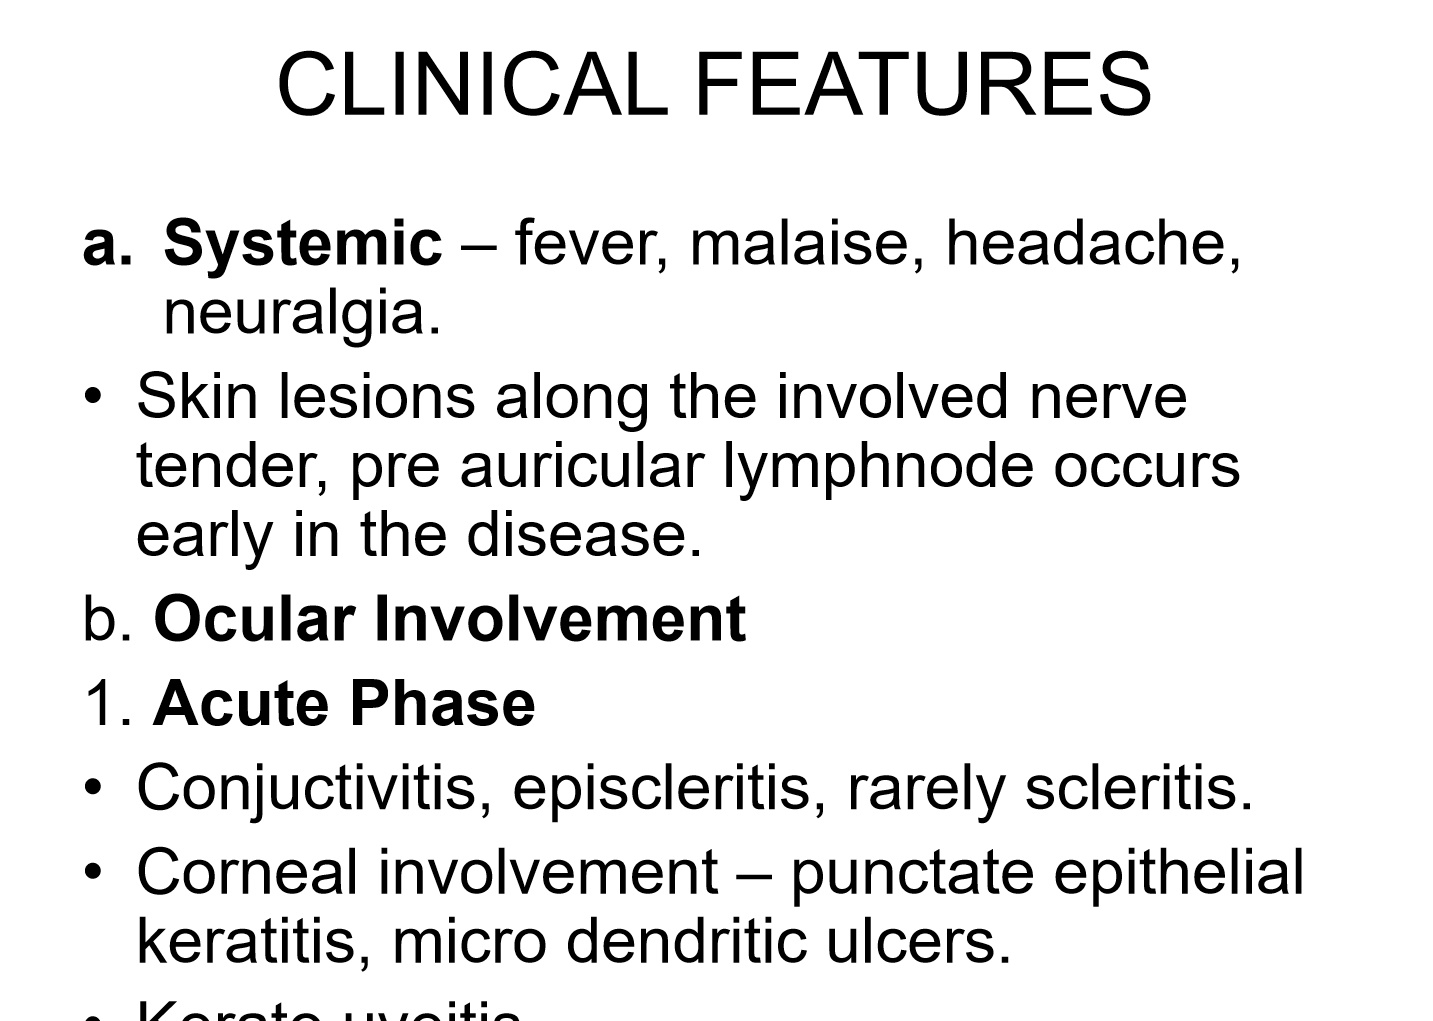 CLINICAL FEATURES
a. Systemic – fever, malaise, headache,
neuralgia.
• Skin lesions along the involved nerve
tender, pre auricular lymphnode occurs
early in the disease.
b. Ocular Involvement
1. Acute Phase
• Conjuctivitis, episcleritis, rarely scleritis.
• Corneal involvement – punctate epithelial
keratitis, micro dendritic ulcers.
• Kerato uveitis